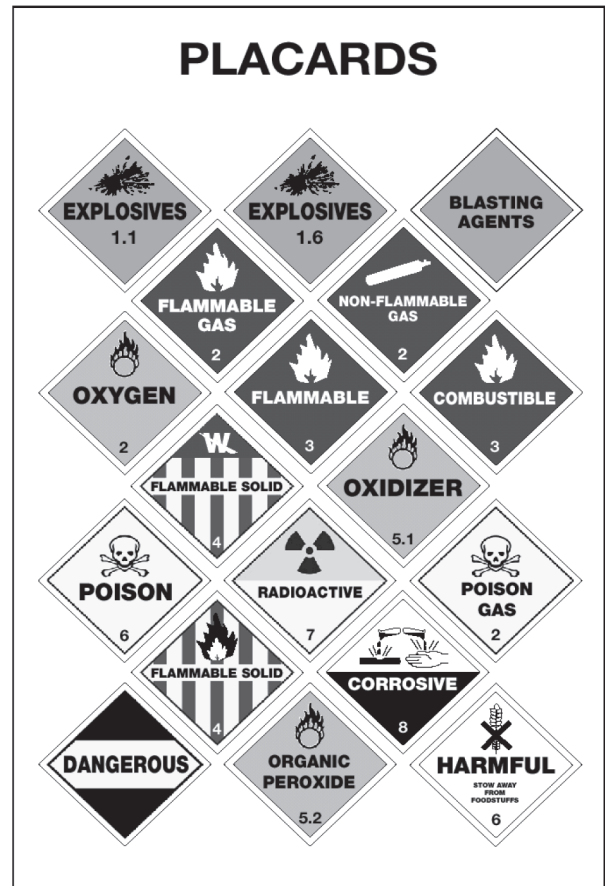 PLACARDS
EXPLOSIVES
1.1
EXPLOSIVES
1.6
BLASTING
AGENTS
FLAMMABLE
GAS
2
NON-FLAMMABLE
GAS
2
OXYGEN
2
FLAMMABLE
3
COMBUSTIBLE
3
W
FLAMMABLE SOLID
4
OXIDIZER
5.1
POISON
6
RADIOACTIVE
7
POISON
GAS
2
FLAMMABLE SOLID
4
CORROSIVE
8
DANGEROUS
ORGANIC
PEROXIDE
5.2
HARMFUL
STOW AWAY
FROM
FOODSTUFFS
6